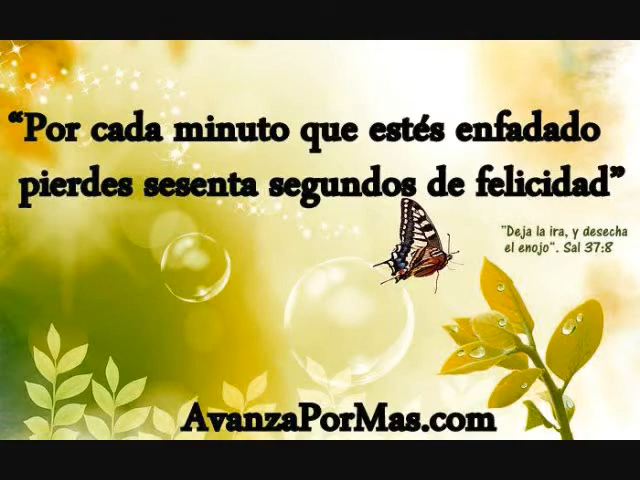 “Por cada minuto que estés enfadado
pierdes sesenta segundos de felicidad”
"Deja la ira, y desecha
el enojo". Sal 37:8
AvanzaPorMas.com